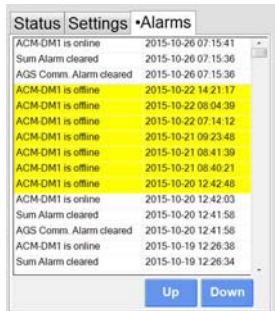 Status Settings •Alarms
ACM-DM1 is online 2015-10-26 07:15:41
Sum Alarm cleared 2015-10-26 07:15:36
AGS Comm. Alarm cleared 2015-10-26 07:15:36
ACM-DM1 is offline 2015-10-22 14:21:17
ACM-DM1 is offline 2015-10-22 08:04:39
ACM-DM1 is offline 2015-10-22 07:14:12
ACM-DM1 is offline 2015-10-21 09:23:48
ACM-DM1 is offline 2015-10-21 08:41:39
ACM-DM1 is offline 2015-10-21 08:40:21
ACM-DM1 is offline 2015-10-20 12:42:48
ACM-DM1 is online 2015-10-20 12:42:03
Sum Alarm cleared 2015-10-20 12:41:58
AGS Comm. Alarm cleared 2015-10-20 12:41:58
ACM-DM1 is online 2015-10-19 12:26:38
Sum Alarm cleared 2015-10-19 12:26:34
Up Down